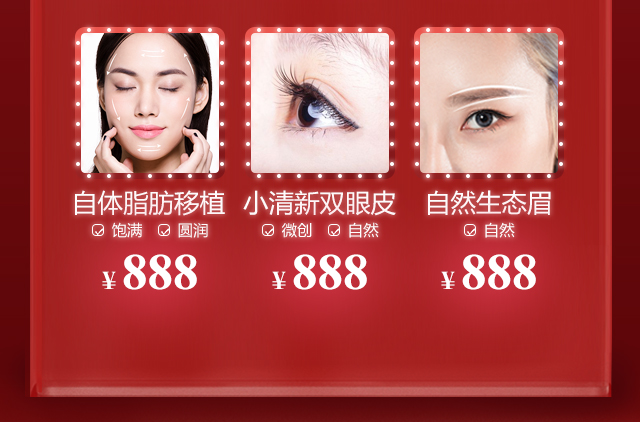 自体脂肪移植
饱满 圆润
¥ 888
小清新双眼皮
微创 自然
¥ 888
自然生态眉
自然
¥ 888